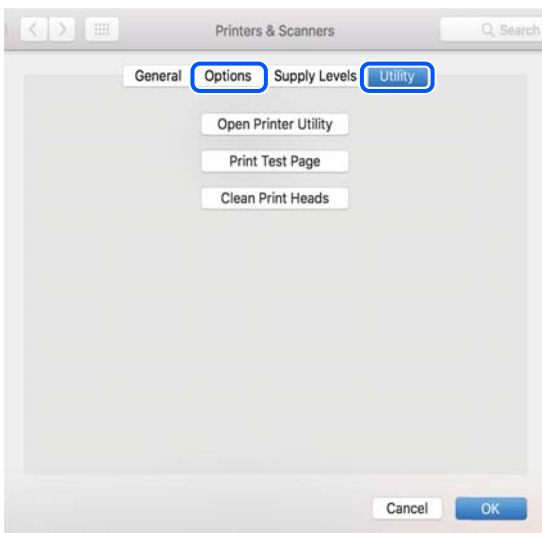 Printers & Scanners
Search
General Options Supply Levels Utility
Open Printer Utility
Print Test Page
Clean Print Heads
Cancel OK